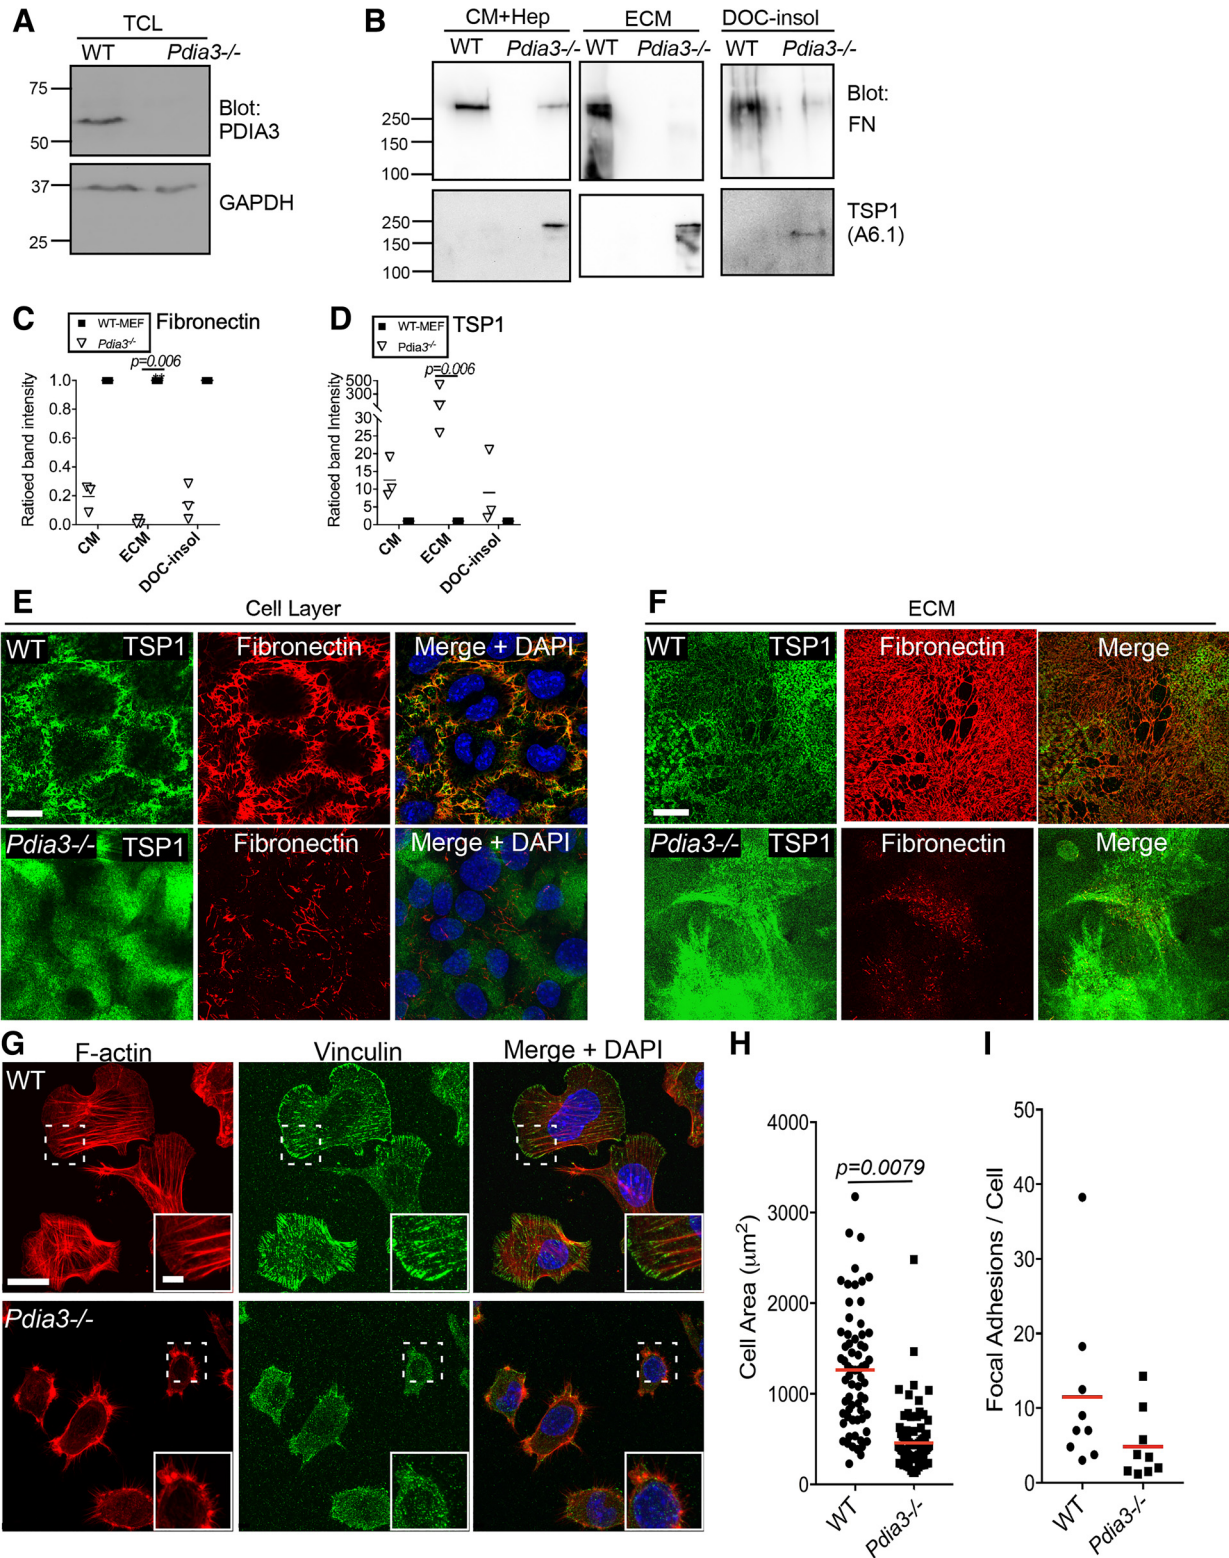 A
TCL
WT Pdia3-/-
75
50
Blot:
PDIA3
37
25
GAPDH
B
CM+Hep ECM DOC-insol
WT Pdia3-/- WT Pdia3-/- WT Pdia3-/-
250
150
100
Blot:
FN
250
150
100
TSP1
(A6.1)
C
WT-MEF
Pdia3-/-
Fibronectin
p=0.006
**
Ratioed band intensity
1.0
0.8
0.6
0.4
0.2
0.0
CM ECM DOC-insol
D
WT-MEF
Pdia3-/-
TSP1
p=0.006
Ratioed band Intensity
500
300
30
25
20
15
10
5
0
CM ECM DOC-insol
E
Cell Layer
WT TSP1 Fibronectin Merge + DAPI
Pdia3-/- TSP1 Fibronectin Merge + DAPI
F
ECM
WT TSP1 Fibronectin Merge
Pdia3-/- TSP1 Fibronectin Merge
G
F-actin Vinculin Merge + DAPI
WT
Pdia3-/-
H
p=0.0079
Cell Area (μm2)
4000
3000
2000
1000
0
WT Pdia3-/-
I
Focal Adhesions / Cell
50
40
30
20
10
0
WT Pdia3-/-